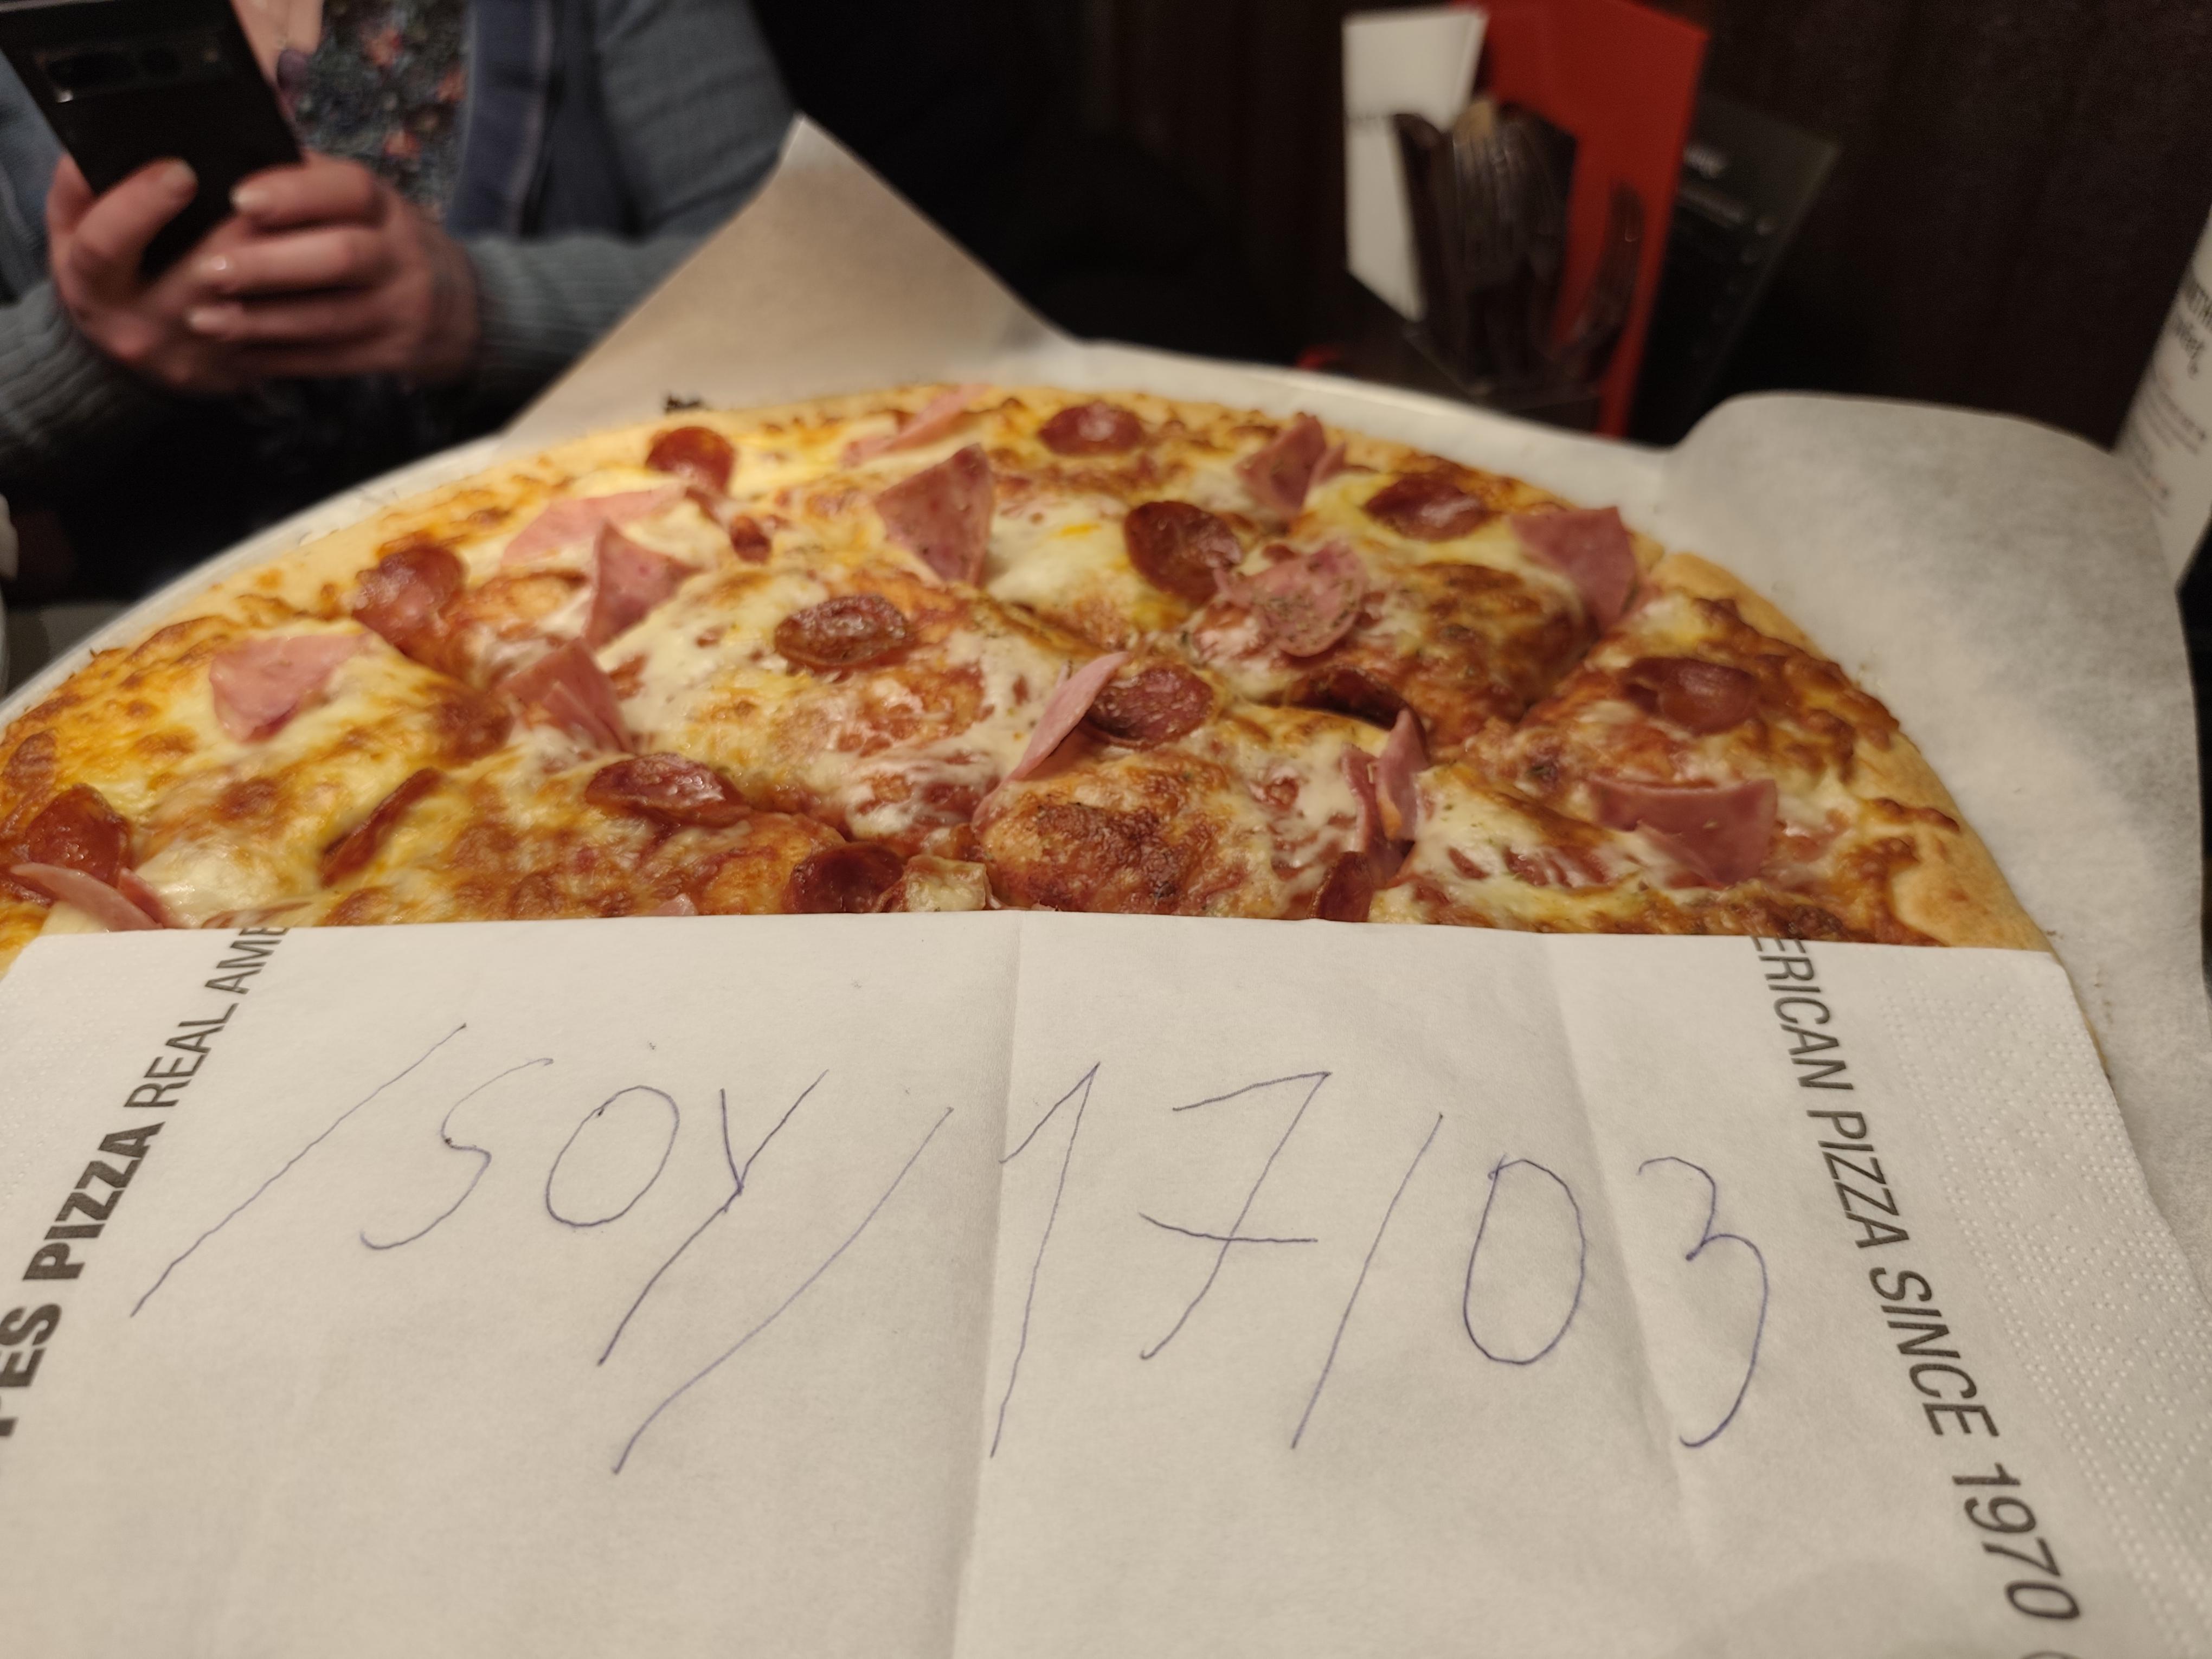 PES PIZZA REAL AME
/SOY/17/03
ERICAN PIZZA SINCE 1970